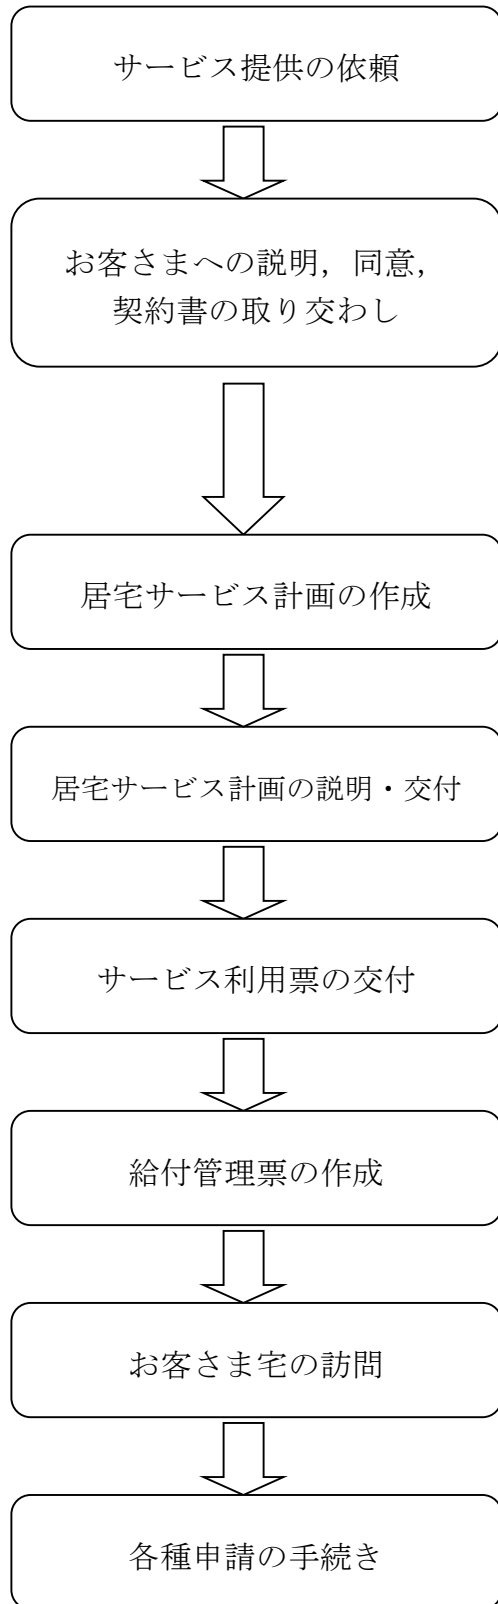 サービス提供の依頼
お客さまへの説明，同意，
契約書の取り交わし
居宅サービス計画の作成
居宅サービス計画の説明・交付
サービス利用票の交付
給付管理票の作成
お客さま宅の訪問
各種申請の手続き